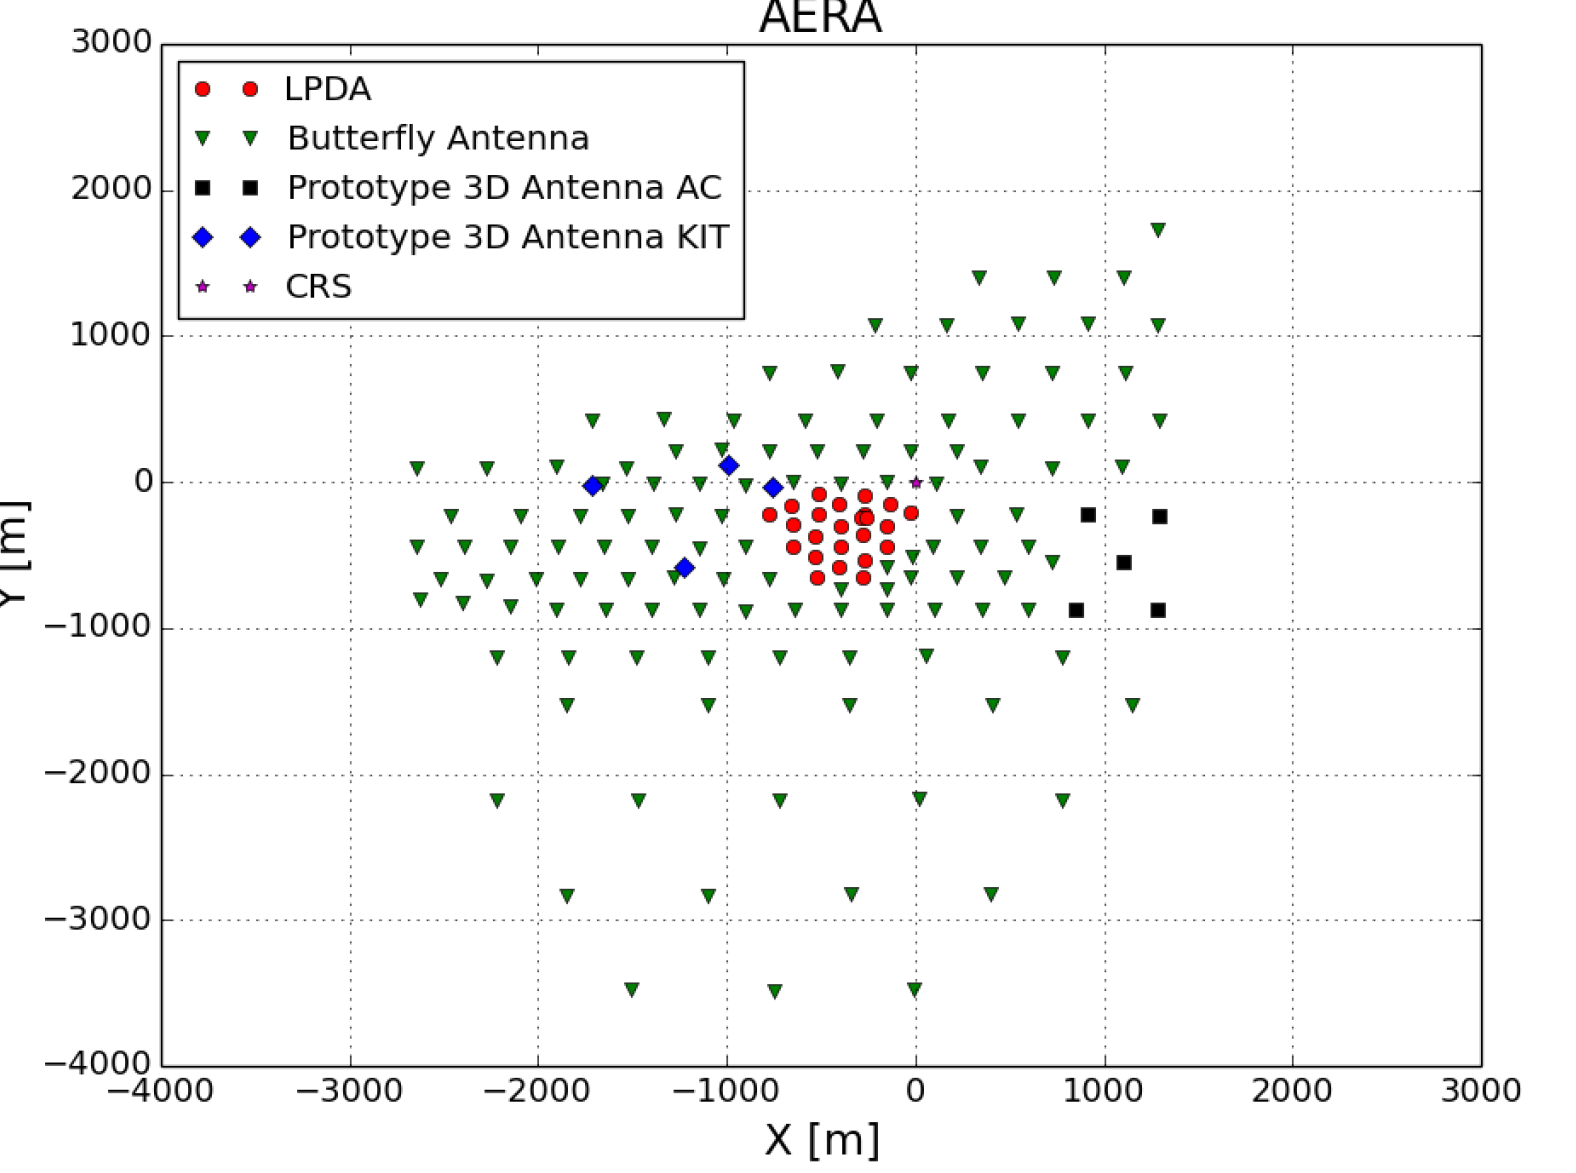 AERA
LPDA
Butterfly Antenna
Prototype 3D Antenna AC
Prototype 3D Antenna KIT
CRS
3000
2000
1000
0
−1000
−2000
−3000
−4000
Y [m]
−4000 −3000 −2000 −1000 0 1000 2000 3000
X [m]